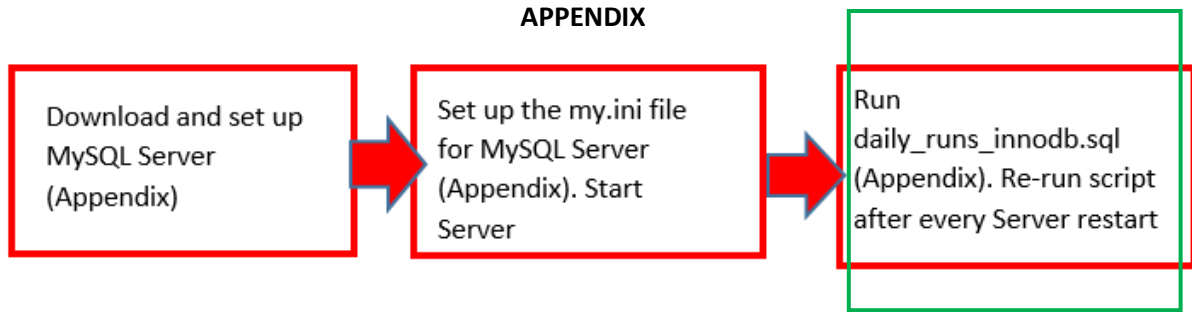 APPENDIX
Download and set up
MySQL Server
(Appendix)
Set up the my.ini file
for MySQL Server
(Appendix). Start
Server
Run
daily_runs_innodb.sql
(Appendix). Re-run script
after every Server restart